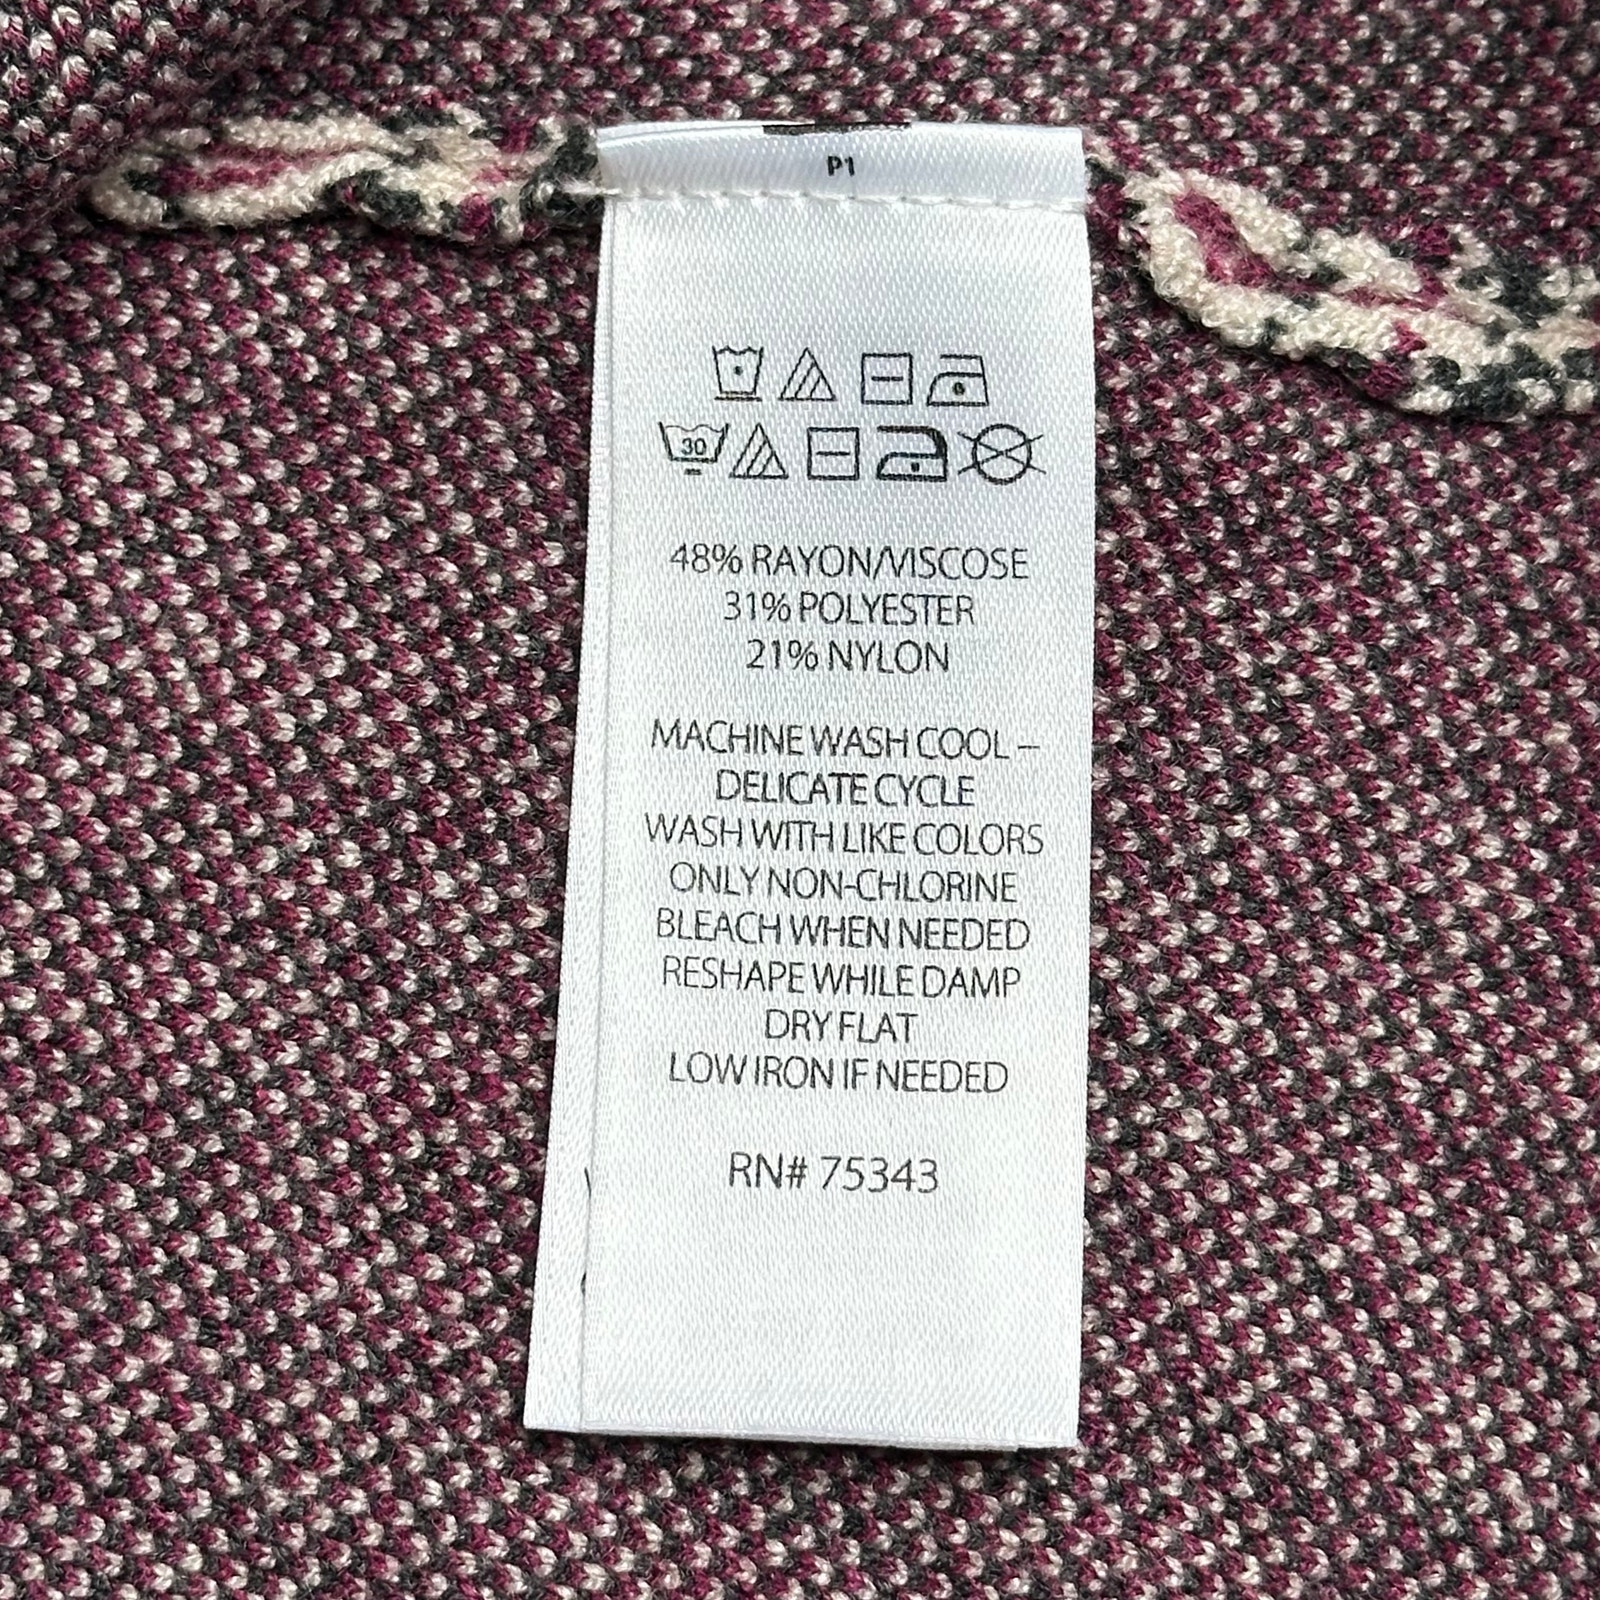 P1
30
48% RAYON/VISCOSE
31% POLYESTER
21% NYLON
MACHINE WASH COOL –
DELICATE CYCLE
WASH WITH LIKE COLORS
ONLY NON-CHLORINE
BLEACH WHEN NEEDED
RESHAPE WHILE DAMP
DRY FLAT
LOW IRON IF NEEDED
RN# 75343